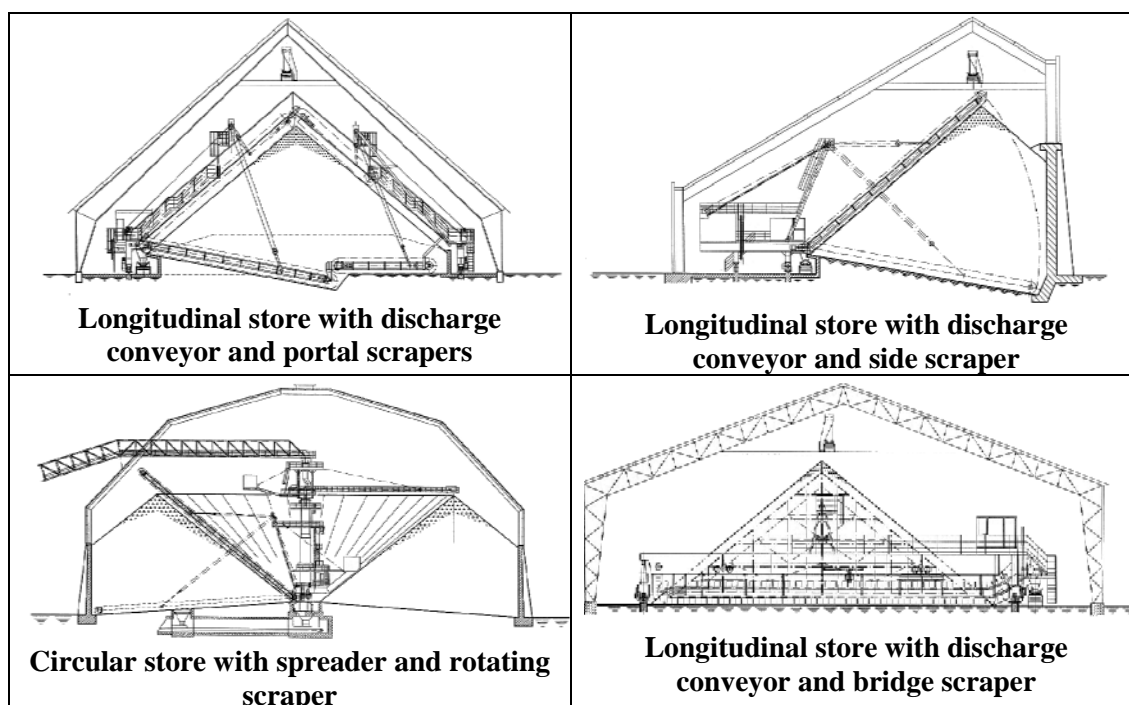 Longitudinal store with discharge
conveyor and portal scrapers
Longitudinal store with discharge
conveyor and side scraper
Circular store with spreader and rotating
scraper
Longitudinal store with discharge
conveyor and bridge scraper